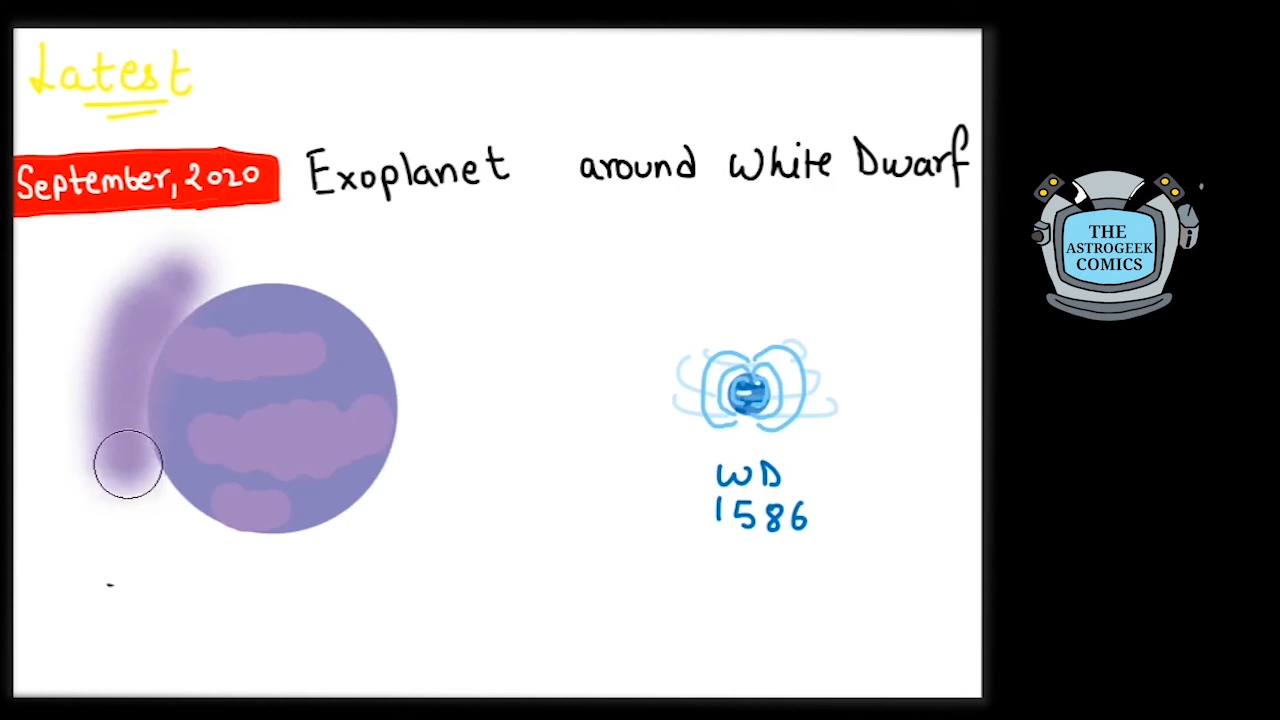 Latest
September, 2020 Exoplanet around White Dwarf
THE
ASTROGEEK
COMICS
WD
1586